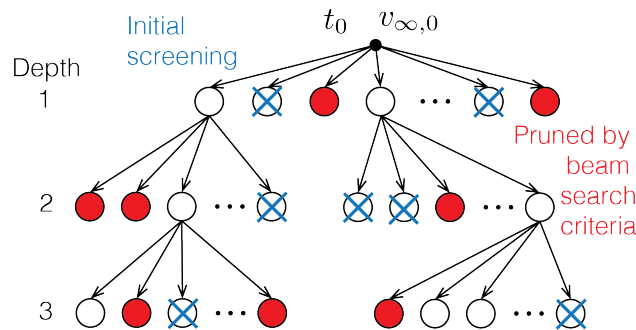 Initial
screening
t₀ v∞,₀
Depth
1
...
Pruned by
beam
search
criteria
2
...
...
3
...
...